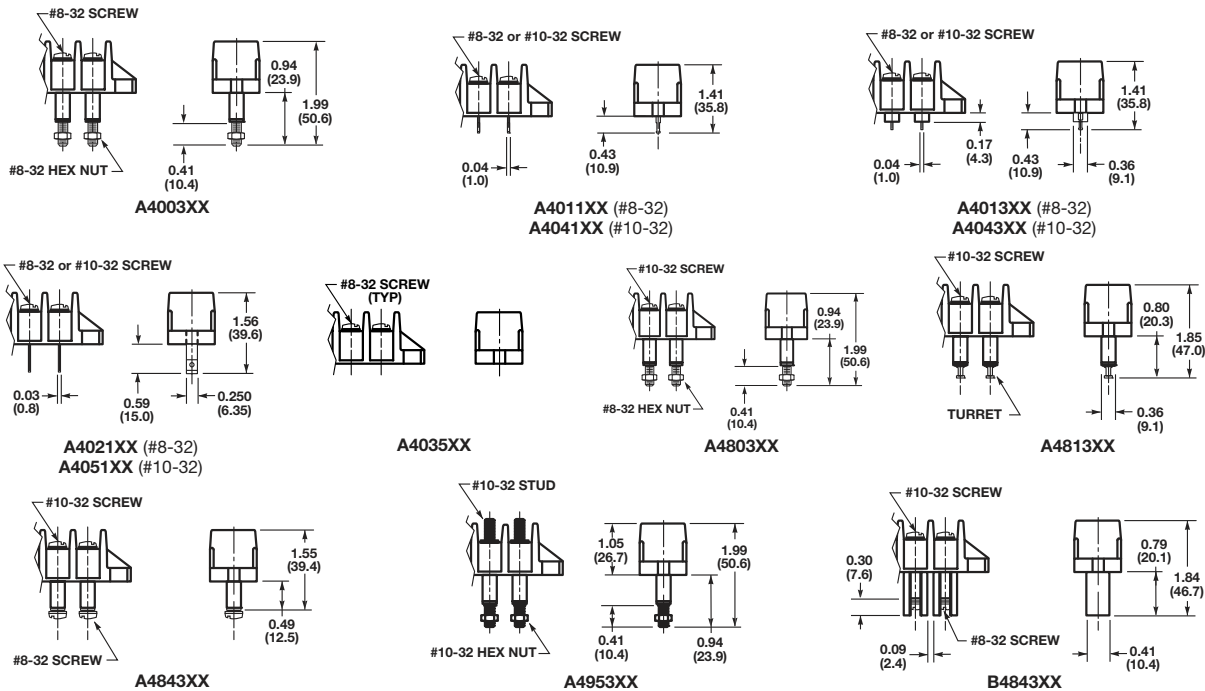 #8-32 SCREW
0.94
(23.9)
1.99
(50.6)
#8-32 HEX NUT
0.41
(10.4)
A4003XX
#8-32 or #10-32 SCREW
1.41
(35.8)
0.04
(1.0)
0.43
(10.9)
A4011XX (#8-32)
A4041XX (#10-32)
#8-32 or #10-32 SCREW
1.41
(35.8)
0.17
(4.3)
0.04
(1.0)
0.43
(10.9)
0.36
(9.1)
A4013XX (#8-32)
A4043XX (#10-32)
#8-32 or #10-32 SCREW
1.56
(39.6)
0.03
(0.8)
0.59
(15.0)
0.250
(6.35)
A4021XX (#8-32)
A4051XX (#10-32)
#8-32 SCREW
(TYP)
A4035XX
#10-32 SCREW
0.94
(23.9)
1.99
(50.6)
#8-32 HEX NUT
0.41
(10.4)
A4803XX
#10-32 SCREW
0.80
(20.3)
1.85
(47.0)
TURRET
0.36
(9.1)
A4813XX
#10-32 SCREW
1.55
(39.4)
0.49
(12.5)
#8-32 SCREW
A4843XX
#10-32 STUD
1.05
(26.7)
1.99
(50.6)
#10-32 HEX NUT
0.41
(10.4)
0.94
(23.9)
A4953XX
#10-32 SCREW
0.30
(7.6)
0.79
(20.1)
1.84
(46.7)
#8-32 SCREW
0.09
(2.4)
0.41
(10.4)
B4843XX